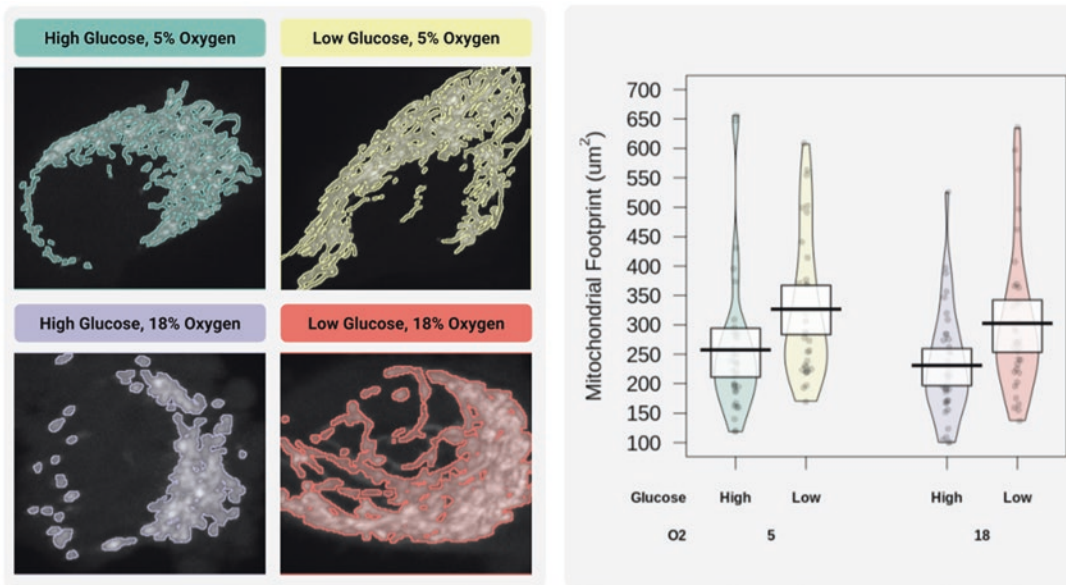 High Glucose, 5% Oxygen
Low Glucose, 5% Oxygen
High Glucose, 18% Oxygen
Low Glucose, 18% Oxygen
Mitochondrial Footprint (um²)
700
650
600
550
500
450
400
350
300
250
200
150
100
Glucose High Low High Low
O2 5 18